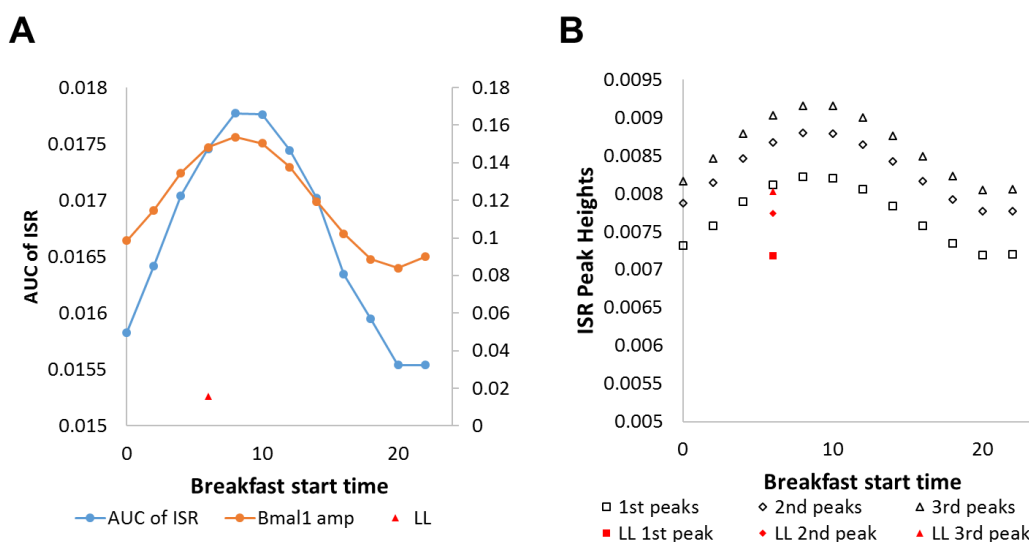 A
0.018
0.0175
0.017
0.0165
0.016
0.0155
0.015
AUC of ISR
0.18
0.16
0.14
0.12
0.1
0.08
0.06
0.04
0.02
0
0 10 20
Breakfast start time
AUC of ISR Bmal1 amp LL
B
0.0095
0.009
0.0085
0.008
0.0075
0.007
0.0065
0.006
0.0055
0.005
ISR Peak Heights
0 10 20
Breakfast start time
1st peaks 2nd peaks 3rd peaks
LL 1st peak LL 2nd peak LL 3rd peak